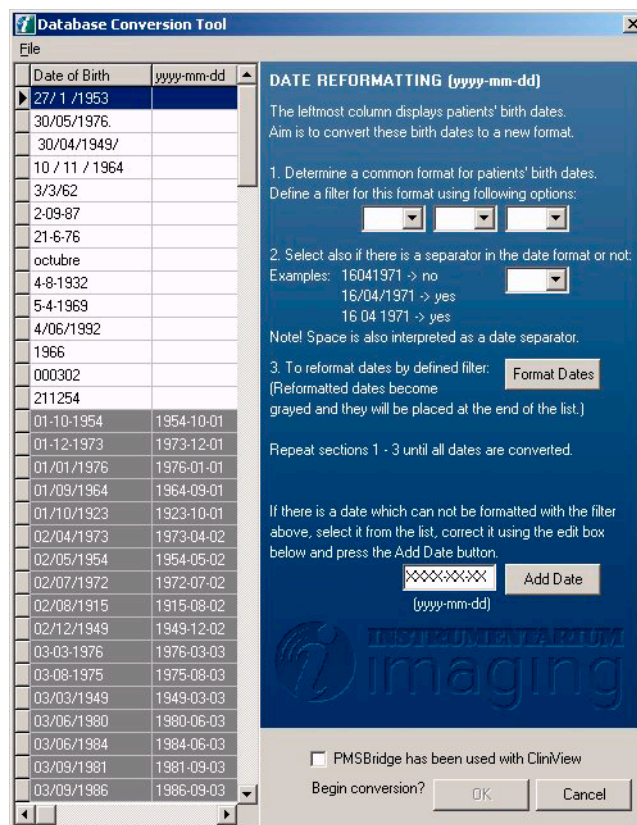 Database Conversion Tool
File
Date of Birth yyyy-mm-dd
27/ 1 /1953
30/05/1976.
30/04/1949/
10 / 11 / 1964
3/3/62
2-09-87
21-6-76
octubre
4-8-1932
5-4-1969
4/06/1992
1966
000302
211254
01-10-1954 1954-10-01
01-12-1973 1973-12-01
01/01/1976 1976-01-01
01/09/1964 1964-09-01
01/10/1923 1923-10-01
02/04/1973 1973-04-02
02/05/1954 1954-05-02
02/07/1972 1972-07-02
02/08/1915 1915-08-02
02/12/1949 1949-12-02
03-03-1976 1976-03-03
03-08-1975 1975-08-03
03/03/1949 1949-03-03
03/06/1980 1980-06-03
03/06/1984 1984-06-03
03/09/1981 1981-09-03
03/09/1986 1986-09-03
DATE REFORMATTING (yyyy-mm-dd)
The leftmost column displays patients' birth dates.
Aim is to convert these birth dates to a new format.
1. Determine a common format for patients' birth dates.
Define a filter for this format using following options:
2. Select also if there is a separator in the date format or not:
Examples: 16041971 -> no
16/04/1971 -> yes
16 04 1971 -> yes
Note! Space is also interpreted as a date separator.
3. To reformat dates by defined filter: Format Dates
(Reformatted dates become
grayed and they will be placed at the end of the list.)
Repeat sections 1 - 3 until all dates are converted.
If there is a date which can not be formatted with the filter
above, select it from the list, correct it using the edit box
below and press the Add Date button.
XXXX-XX-XX Add Date
(yyyy-mm-dd)
INSTRUMENTARIUM
imaging
PMSBridge has been used with CliniView
Begin conversion? OK Cancel